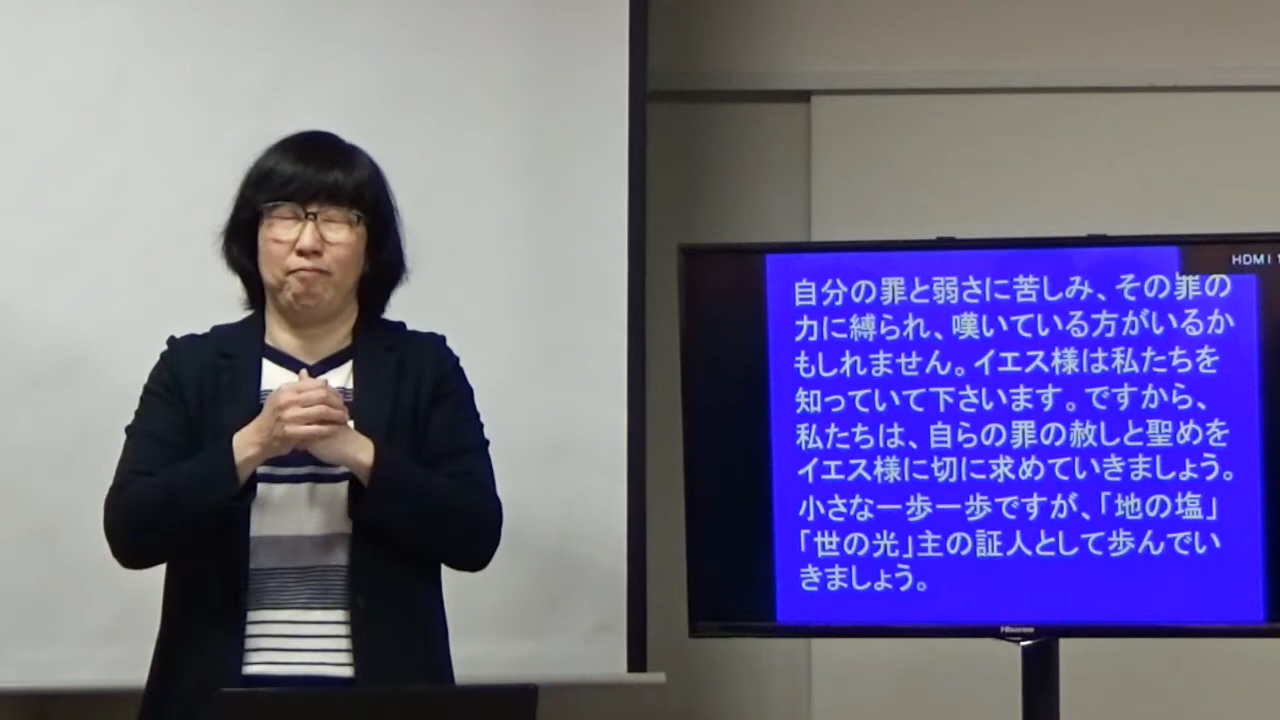 HDMI 1
自分の罪と弱さに苦しみ、その罪の
力に縛られ、嘆いている方がいるか
もしれません。イエス様は私たちを
知っていて下さいます。ですから、
私たちは、自らの罪の赦しと聖めを
イエス様に切に求めていきましょう。
小さな一歩一歩ですが、「地の塩」
「世の光」主の証人として歩んでい
きましょう。
Hisense